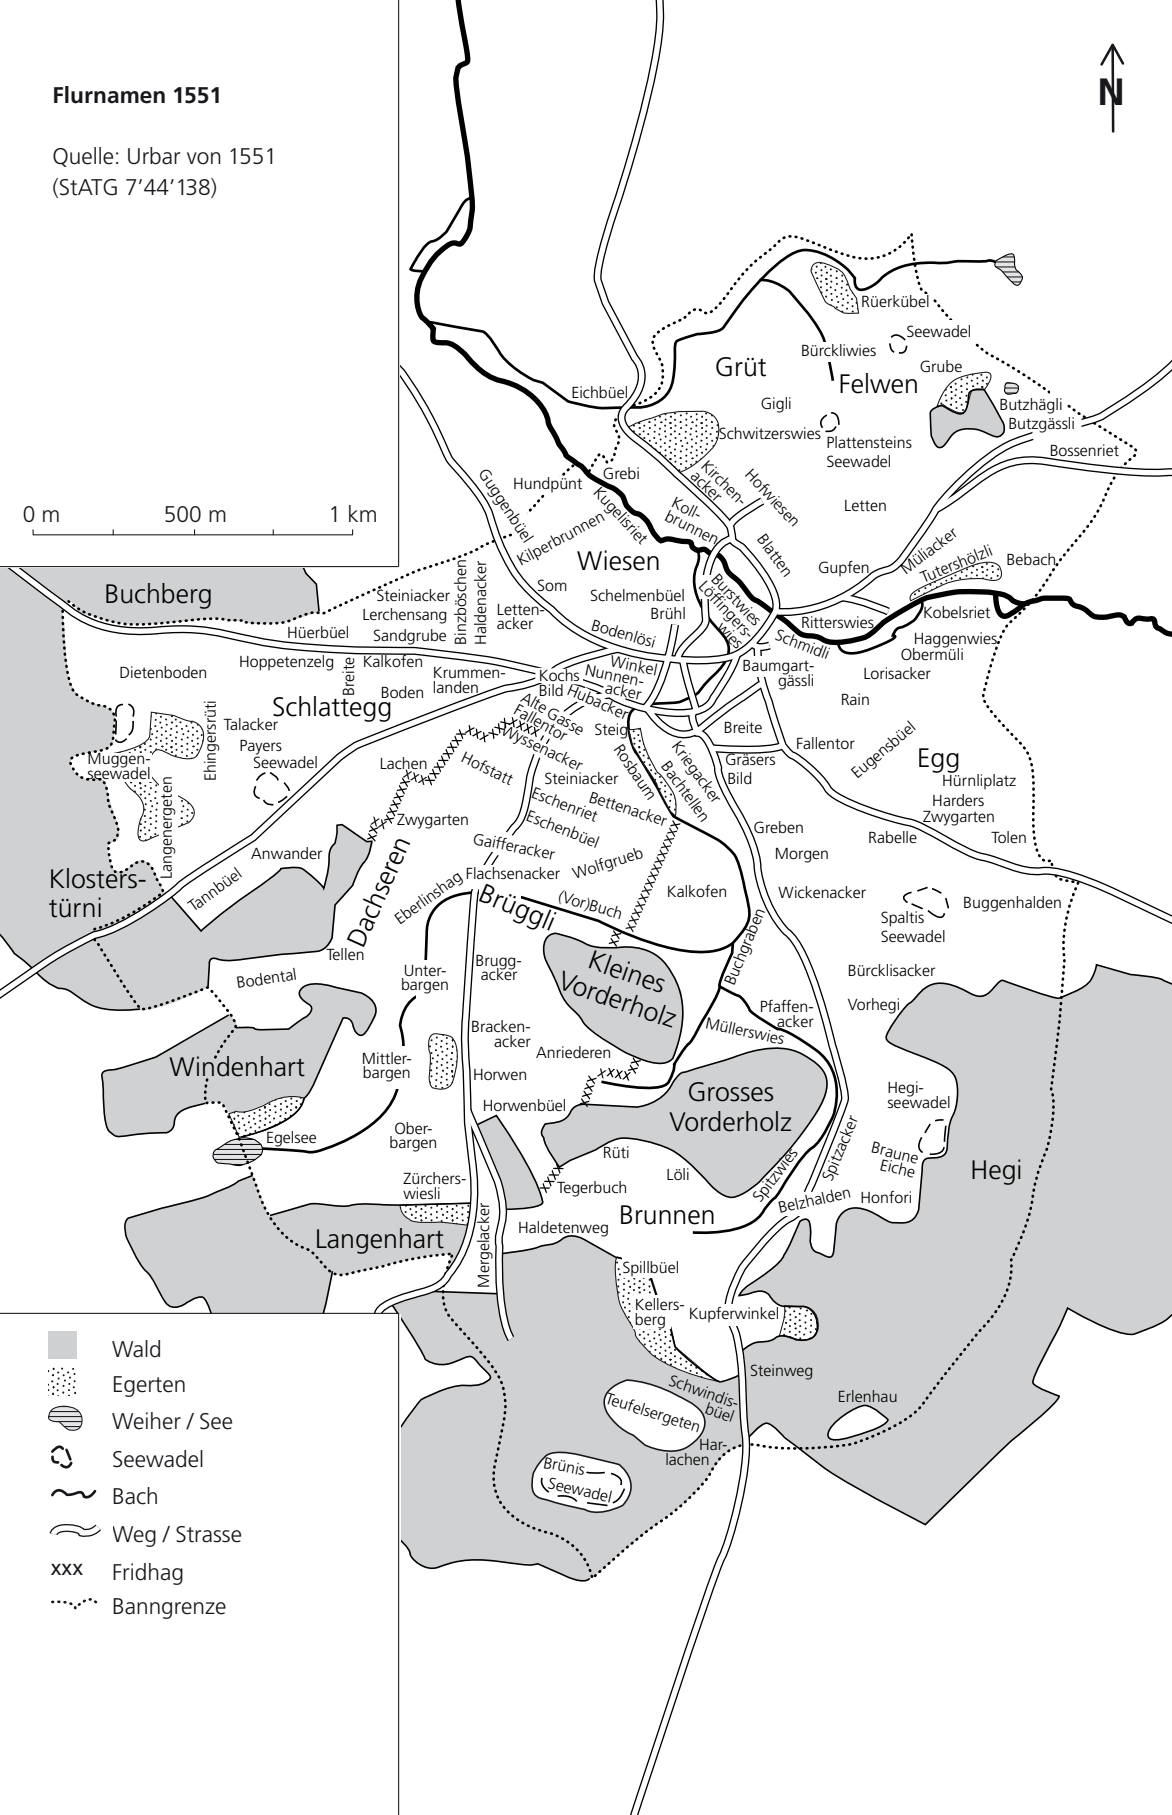 Flurnamen 1551
Quelle: Urbar von 1551
(StATG 7’44’138)
N
0 m
500 m
1 km
Rüerkübel
Seewadel
Bürckliwies
Grüt
Grube
Felwen
Eichbüel
Gigli
Butzhägli
Butzgässli
Schwitzerswies
Plattensteins
Seewadel
Bossenriet
Grebi
Hundpünt
Guggenbüel
Kirchen-
acker
Hofwiesen
Kugelisriet
Koll-
brunnen
Letten
Kilperbrunnen
Blatten
Wiesen
Müliacker
Tutershölzli
Bebach
Gupfen
Buchberg
Steiniacker
Lerchensang
Binzböschen
Haldenacker
Som
Schelmenbüel
Brühl
Burstwies
Löffingers-
wies
Kobelsriet
Letten-
acker
Ritterswies
Hüerbüel
Sandgrube
Bodenlösi
Schmidli
Haggenwies
Obermüli
Dietenboden
Hoppetenzelg
Breite
Kalkofen
Krummen-
landen
Kochs
Bild
Winkel
Nunnen-
acker
Hubacker
Baumgart-
gässli
Lorisacker
Boden
Rain
Schlattegg
Alte Gasse
Fallentor
Wyssenacker
Steig
Breite
Ehingersrüti
Talacker
Payers
Seewadel
Fallentor
Eugensbüel
Egg
Muggen-
seewadel
Lachen
Hofstatt
Steiniacker
Rosbaum
Kriegacker
Bachtellen
Gräsers
Bild
Hürnliplatz
Harders
Zwygarten
Langenergeten
Eschenriet
Bettenacker
Zwygarten
Eschenbüel
Greben
Rabelle
Tolen
Anwander
Gaifferacker
Morgen
Wolfgrueb
Klosters-
türni
Tannbüel
Dachseren
Flachsenacker
Eberlinshag
Brüggli
(Vor)Buch
Kalkofen
Wickenacker
Buggenhalden
Spaltis
Seewadel
Tellen
Buchgraben
Bodental
Unter-
bargen
Brugg-
acker
Kleines
Vorderholz
Bürcklisacker
Vorhegi
Pfaffen-
acker
Müllerswies
Bracken-
acker
Windenhart
Mittler-
bargen
Anriederen
Horwen
Grosses
Vorderholz
Hegi-
seewadel
Horwenbüel
Egelsee
Ober-
bargen
Rüti
Löli
Spitzacker
Spitzwies
Braune
Eiche
Hegi
Zürchers-
wiesli
Tegerbuch
Belzhalden
Honfori
Brunnen
Haldetenweg
Langenhart
Mergelacker
Spillbüel
Kellers-
berg
Kupferwinkel
Steinweg
Schwindis-
büel
Erlenhau
Teufelsergeten
Har-
lachen
Brünis
Seewadel
Wald
Egerten
Weiher / See
Seewadel
Bach
Weg / Strasse
xxx Fridhag
Banngrenze